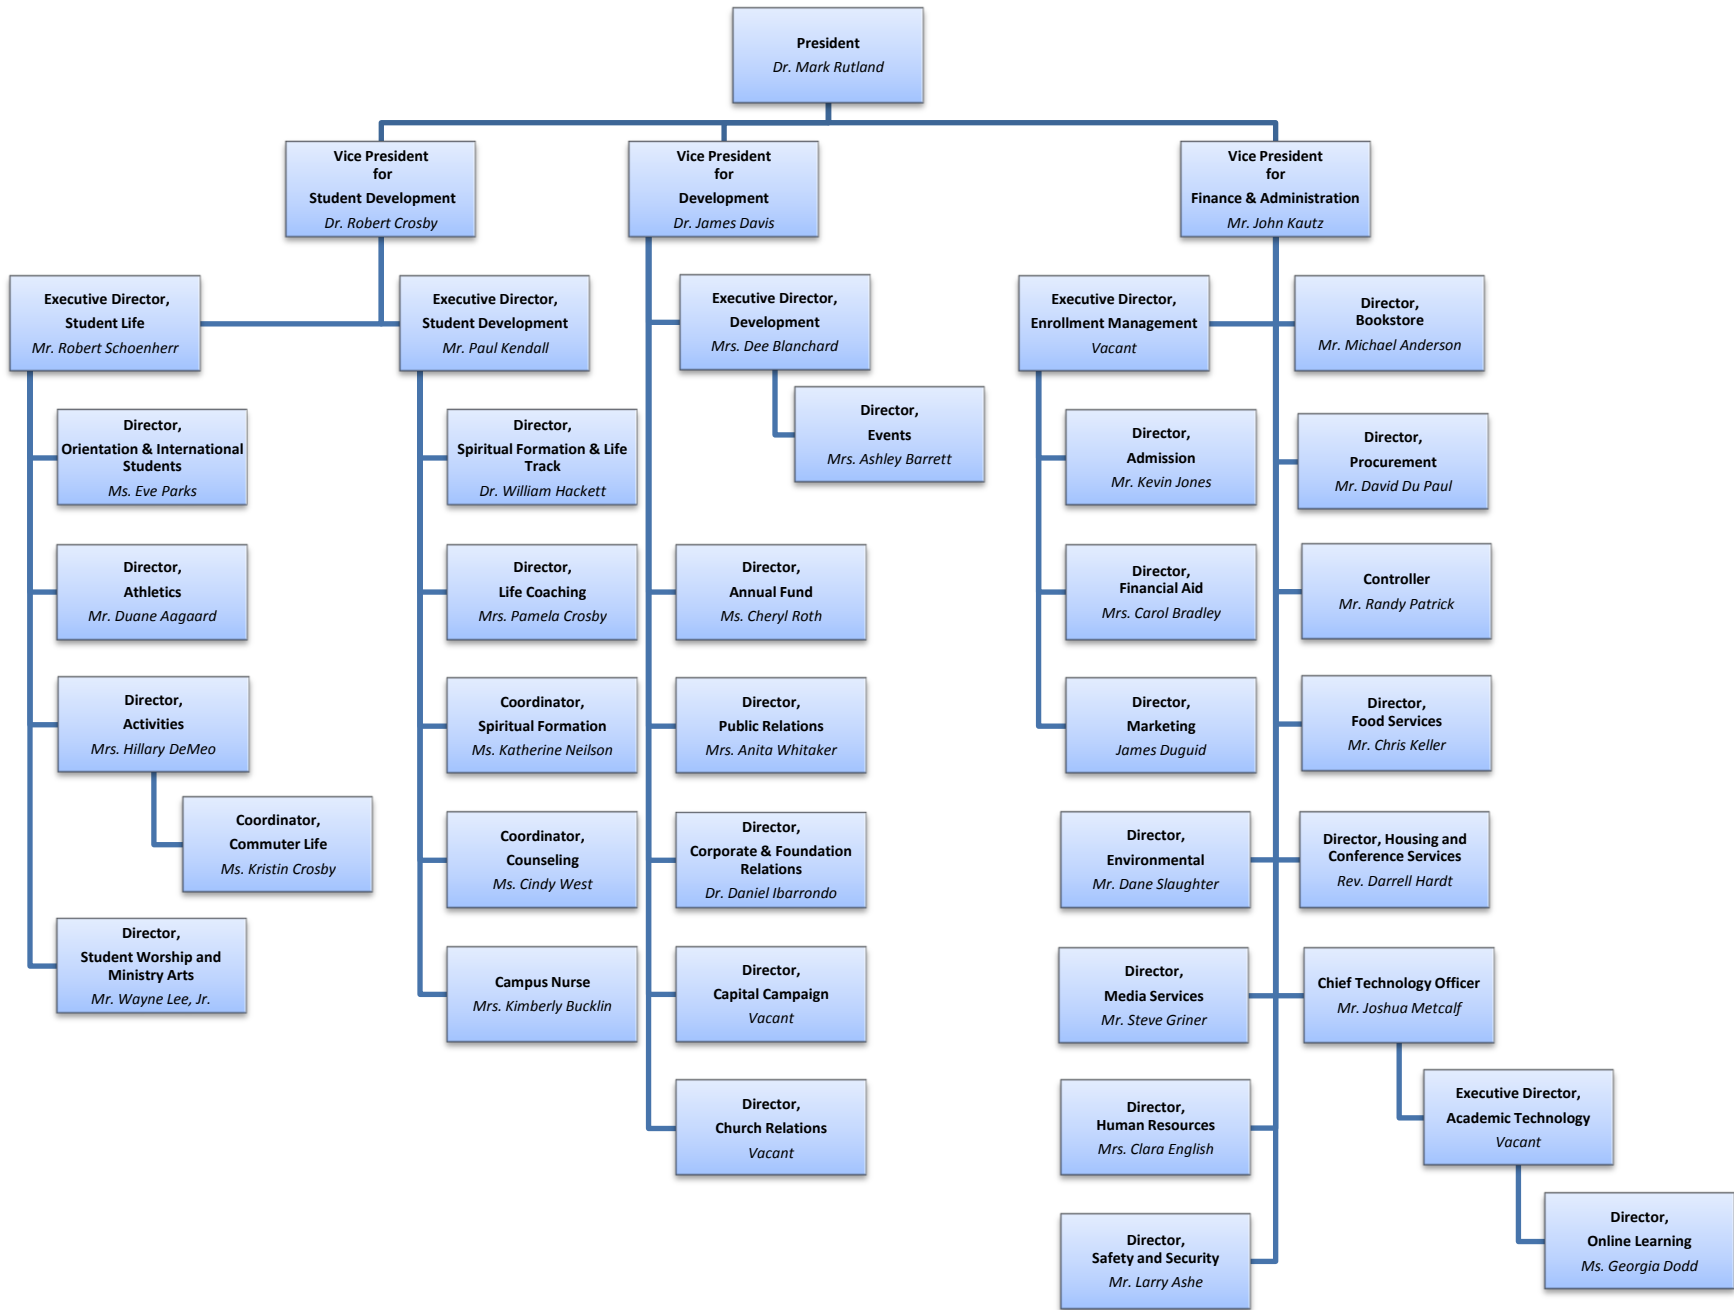 President
Dr. Mark Rutland
Vice President
for
Student Development
Dr. Robert Crosby
Vice President
for
Development
Dr. James Davis
Vice President
for
Finance & Administration
Mr. John Kautz
Executive Director,
Student Life
Mr. Robert Schoenherr
Executive Director,
Student Development
Mr. Paul Kendall
Executive Director,
Development
Mrs. Dee Blanchard
Executive Director,
Enrollment Management
Vacant
Director,
Bookstore
Mr. Michael Anderson
Director,
Orientation & International
Students
Ms. Eve Parks
Director,
Spiritual Formation & Life
Track
Dr. William Hackett
Director,
Events
Mrs. Ashley Barrett
Director,
Admission
Mr. Kevin Jones
Director,
Procurement
Mr. David Du Paul
Director,
Athletics
Mr. Duane Aagaard
Director,
Life Coaching
Mrs. Pamela Crosby
Director,
Annual Fund
Ms. Cheryl Roth
Director,
Financial Aid
Mrs. Carol Bradley
Controller
Mr. Randy Patrick
Director,
Activities
Mrs. Hillary DeMeo
Coordinator,
Spiritual Formation
Ms. Katherine Neilson
Director,
Public Relations
Mrs. Anita Whitaker
Director,
Marketing
James Duguid
Director,
Food Services
Mr. Chris Keller
Coordinator,
Commuter Life
Ms. Kristin Crosby
Coordinator,
Counseling
Ms. Cindy West
Director,
Corporate & Foundation
Relations
Dr. Daniel Ibarrondo
Director,
Environmental
Mr. Dane Slaughter
Director, Housing and
Conference Services
Rev. Darrell Hardt
Director,
Student Worship and
Ministry Arts
Mr. Wayne Lee, Jr.
Campus Nurse
Mrs. Kimberly Bucklin
Director,
Capital Campaign
Vacant
Director,
Media Services
Mr. Steve Griner
Chief Technology Officer
Mr. Joshua Metcalf
Director,
Church Relations
Vacant
Director,
Human Resources
Mrs. Clara English
Executive Director,
Academic Technology
Vacant
Director,
Safety and Security
Mr. Larry Ashe
Director,
Online Learning
Ms. Georgia Dodd